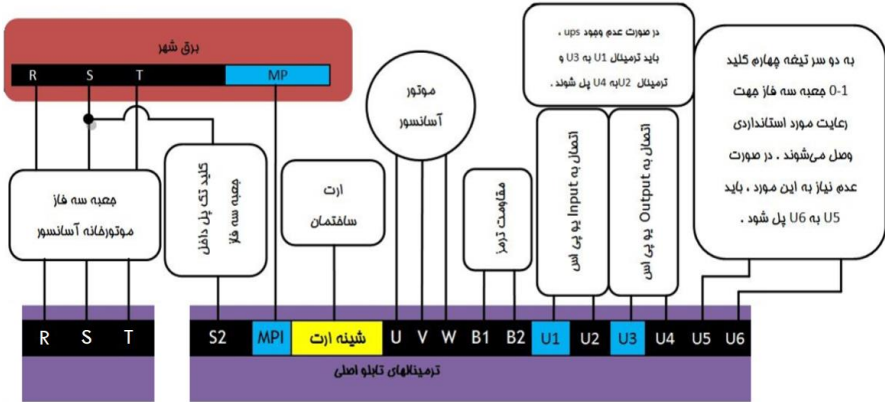 برق شهر
R S T MP
در صورت عدم وجود ups ،
باید ترمینال U1 به U3 و
ترمینال U2به U4 پل شوند .
به دو سر تیغه چهارم کلید
0-1 جعبه سه فاز جهت
رعایت مورد استانداردی
وصل می‌شوند . در صورت
عدم نیاز به این مورد ، باید
U5 به U6 پل شود .
موتور
آسانسور
جعبه سه فاز
موتورخانه آسانسور
کلید تک پل داخل
جعبه سه فاز
ارت
ساختمان
مقاومت ترمز
اتصال به Input یو پی اس
اتصال به Output یو پی اس
R S T
S2 MPI شینه ارت U V W B1 B2 U1 U2 U3 U4 U5 U6
ترمینالهای تابلو اصلی